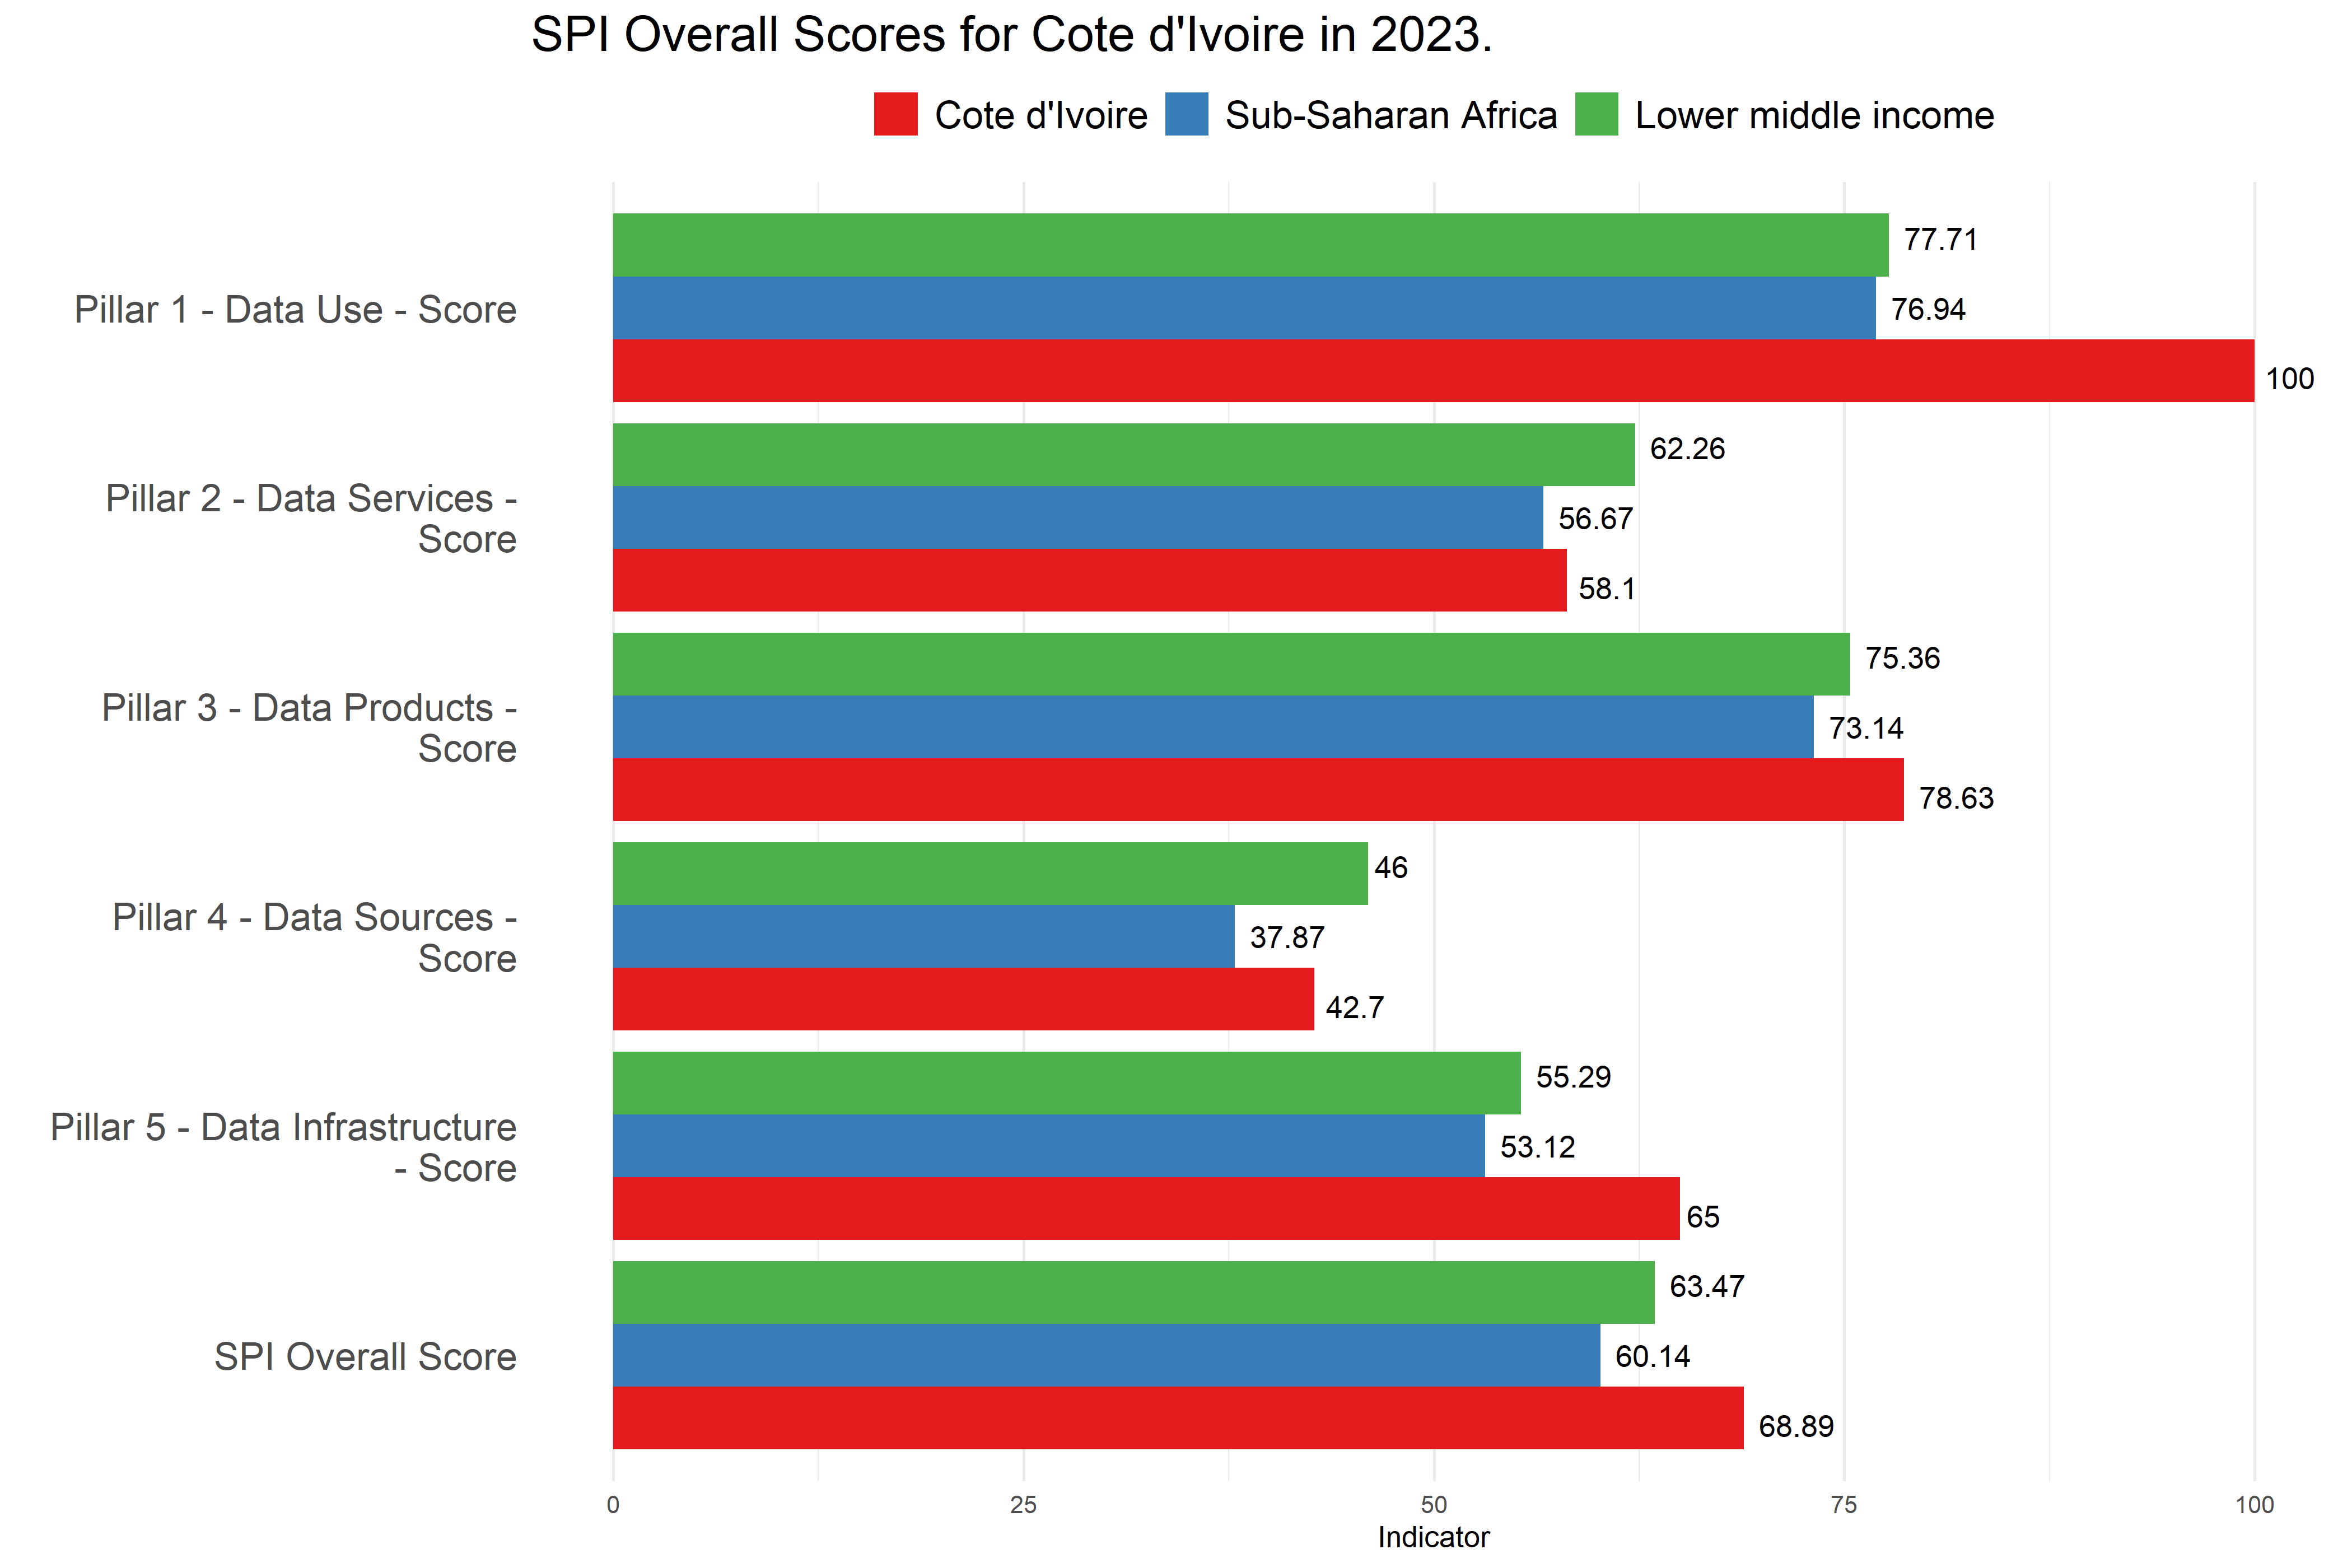 SPI Overall Scores for Cote d'Ivoire in 2023.
Cote d'Ivoire Sub-Saharan Africa Lower middle income
77.71
Pillar 1 - Data Use - Score
76.94
100
62.26
Pillar 2 - Data Services -
Score
56.67
58.1
75.36
Pillar 3 - Data Products -
Score
73.14
78.63
46
Pillar 4 - Data Sources -
Score
37.87
42.7
55.29
Pillar 5 - Data Infrastructure
- Score
53.12
65
63.47
SPI Overall Score
60.14
68.89
0 25 50 75 100
Indicator